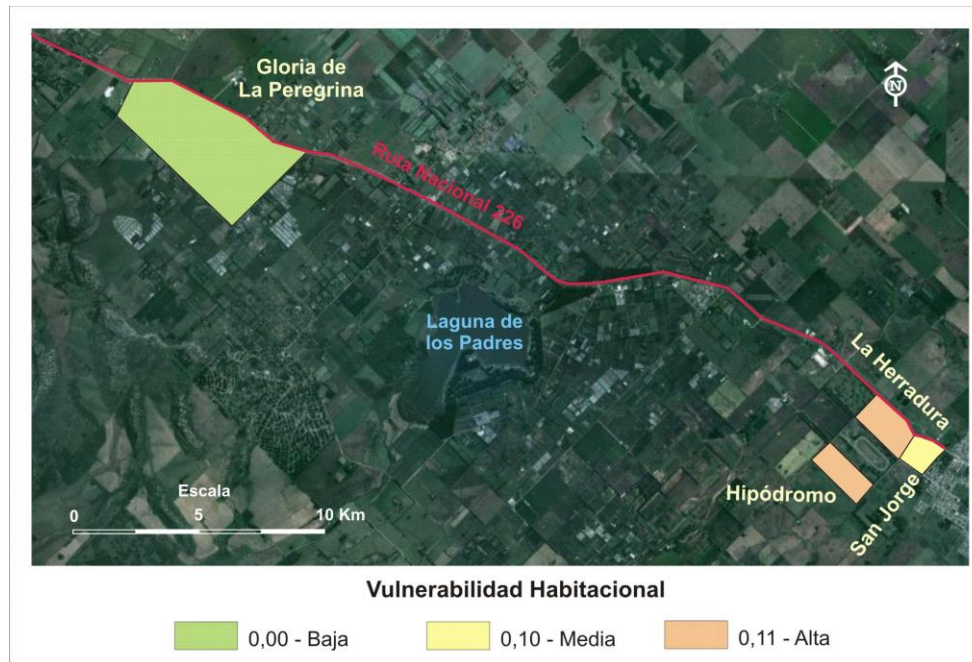 Gloria de
La Peregrina
N
Ruta Nacional 226
Laguna de
los Padres
La Herradura
Hipódromo
San Jorge
Escala
0 5 10 Km
Vulnerabilidad Habitacional
0,00 - Baja
0,10 - Media
0,11 - Alta